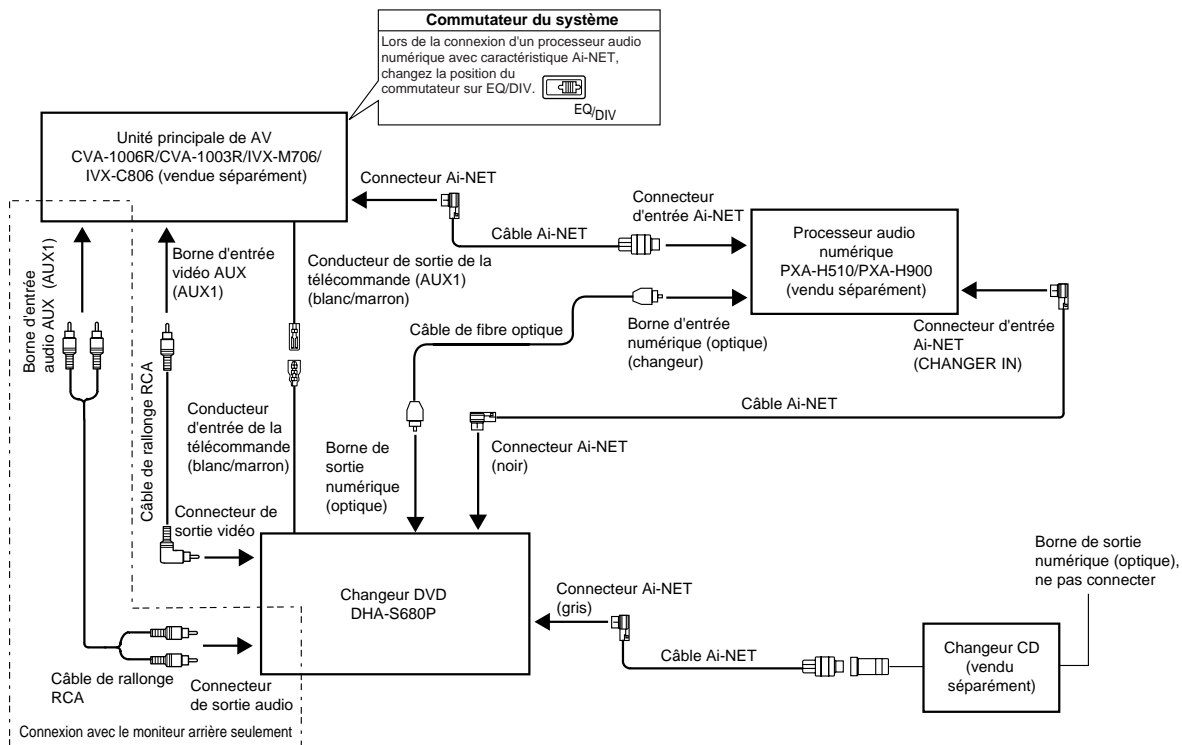 Commutateur du système
Lors de la connexion d'un processeur audio
numérique avec caractéristique Ai-NET,
changez la position du
commutateur sur EQ/DIV.
EQ/DIV
Unité principale de AV
CVA-1006R/CVA-1003R/IVX-M706/
IVX-C806 (vendue séparément)
Connecteur Ai-NET
Câble Ai-NET
Connecteur
d'entrée Ai-NET
Processeur audio
numérique
PXA-H510/PXA-H900
(vendu séparément)
Borne d'entrée
audio AUX (AUX1)
Borne d'entrée
vidéo AUX
(AUX1)
Conducteur de sortie de la
télécommande (AUX1)
(blanc/marron)
Câble de fibre optique
Borne d'entrée
numérique (optique)
(changeur)
Connecteur d'entrée
Ai-NET
(CHANGER IN)
Câble Ai-NET
Câble de rallonge RCA
Conducteur
d'entrée de la
télécommande
(blanc/marron)
Borne de
sortie
numérique
(optique)
Connecteur Ai-NET
(noir)
Connecteur de
sortie vidéo
Changeur DVD
DHA-S680P
Connecteur Ai-NET
(gris)
Câble Ai-NET
Borne de sortie
numérique (optique),
ne pas connecter
Changeur CD
(vendu
séparément)
Câble de rallonge
RCA
Connecteur
de sortie audio
Connexion avec le moniteur arrière seulement